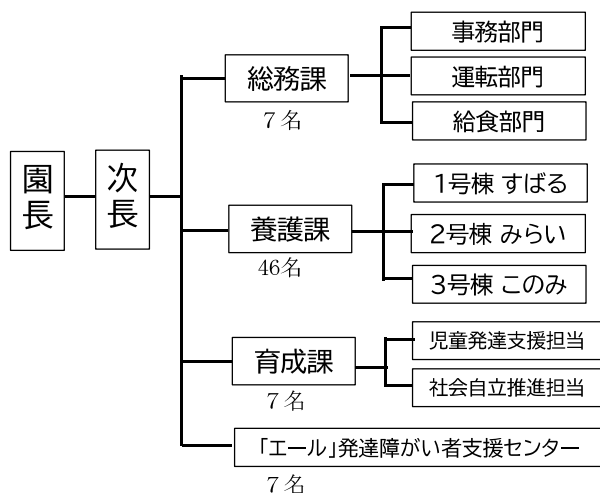 園長
次長
総務課
７名
事務部門
運転部門
給食部門
養護課
46名
1号棟 すばる
2号棟 みらい
3号棟 このみ
育成課
７名
児童発達支援担当
社会自立推進担当
「エール」発達障がい者支援センター
７名